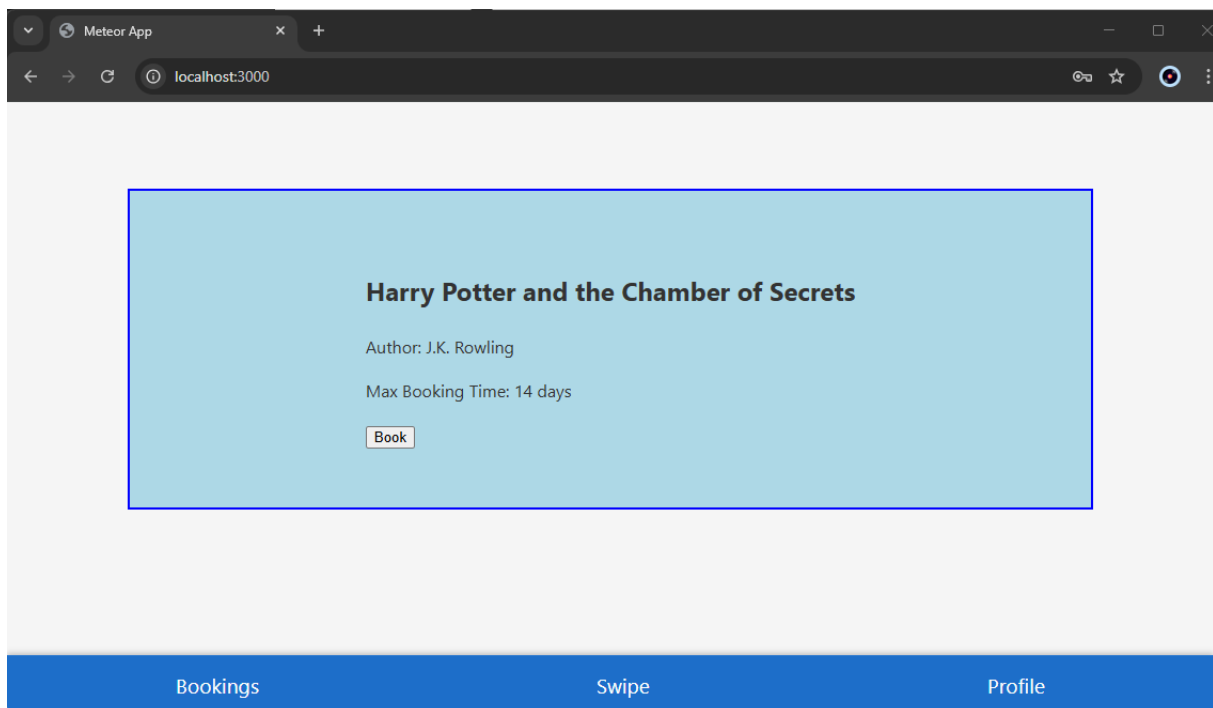 Meteor App
localhost:3000
Harry Potter and the Chamber of Secrets
Author: J.K. Rowling
Max Booking Time: 14 days
Book
Bookings Swipe Profile